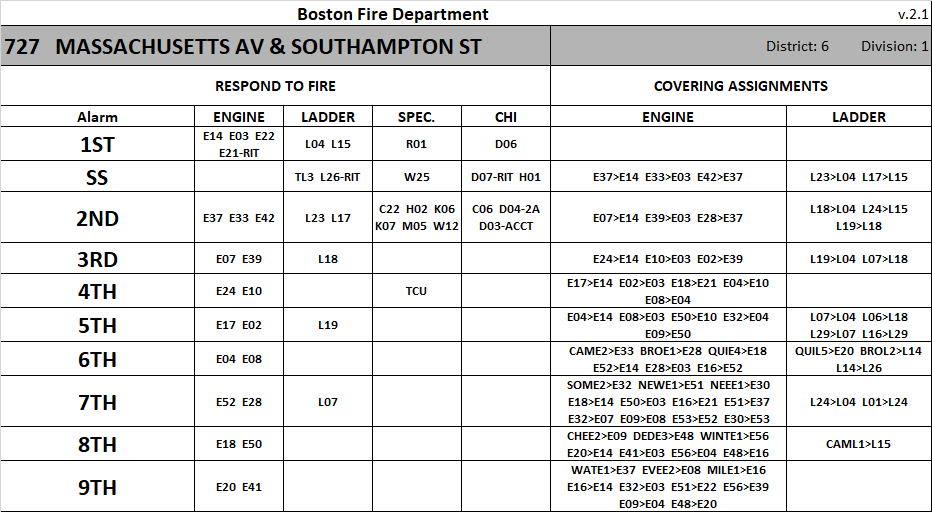 Boston Fire Department v.2.1
727 MASSACHUSETTS AV & SOUTHAMPTON ST District: 6 Division: 1
RESPOND TO FIRE COVERING ASSIGNMENTS
Alarm ENGINE LADDER SPEC. CHI ENGINE LADDER
1ST E14 E03 E22 L04 L15 R01 D06
E21-RIT
SS TL3 L26-RIT W25 D07-RIT H01 E37>E14 E33>E03 E42>E37 L23>L04 L17>L15
2ND E37 E33 E42 L23 L17 C22 H02 K06 C06 D04-2A E07>E14 E39>E03 E28>E37 L18>L04 L24>L15
K07 M05 W12 D03-ACCT L19>L18
3RD E07 E39 L18 E24>E14 E10>E03 E02>E39 L19>L04 L07>L18
4TH E24 E10 TCU E17>E14 E02>E03 E18>E21 E04>E10
E08>E04
5TH E17 E02 L19 E04>E14 E08>E03 E50>E10 E32>E04 L07>L04 L06>L18
E09>E50 L29>L07 L16>L29
6TH E04 E08 CAME2>E33 BROE1>E28 QUIE4>E18 QUIL5>E20 BROL2>L14
E52>E14 E28>E03 E16>E52 L14>L26
7TH E52 E28 L07 SOME2>E32 NEWE1>E51 NEEE1>E30 L24>L04 L01>L24
E18>E14 E50>E03 E16>E21 E51>E37
E32>E07 E09>E08 E53>E52 E30>E53
8TH E18 E50 CHEE2>E09 DEDE3>E48 WINTE1>E56 CAML1>L15
E20>E14 E41>E03 E56>E04 E48>E16
9TH E20 E41 WATE1>E37 EVEE2>E08 MILE1>E16
E16>E14 E32>E03 E51>E22 E56>E39
E09>E04 E48>E20